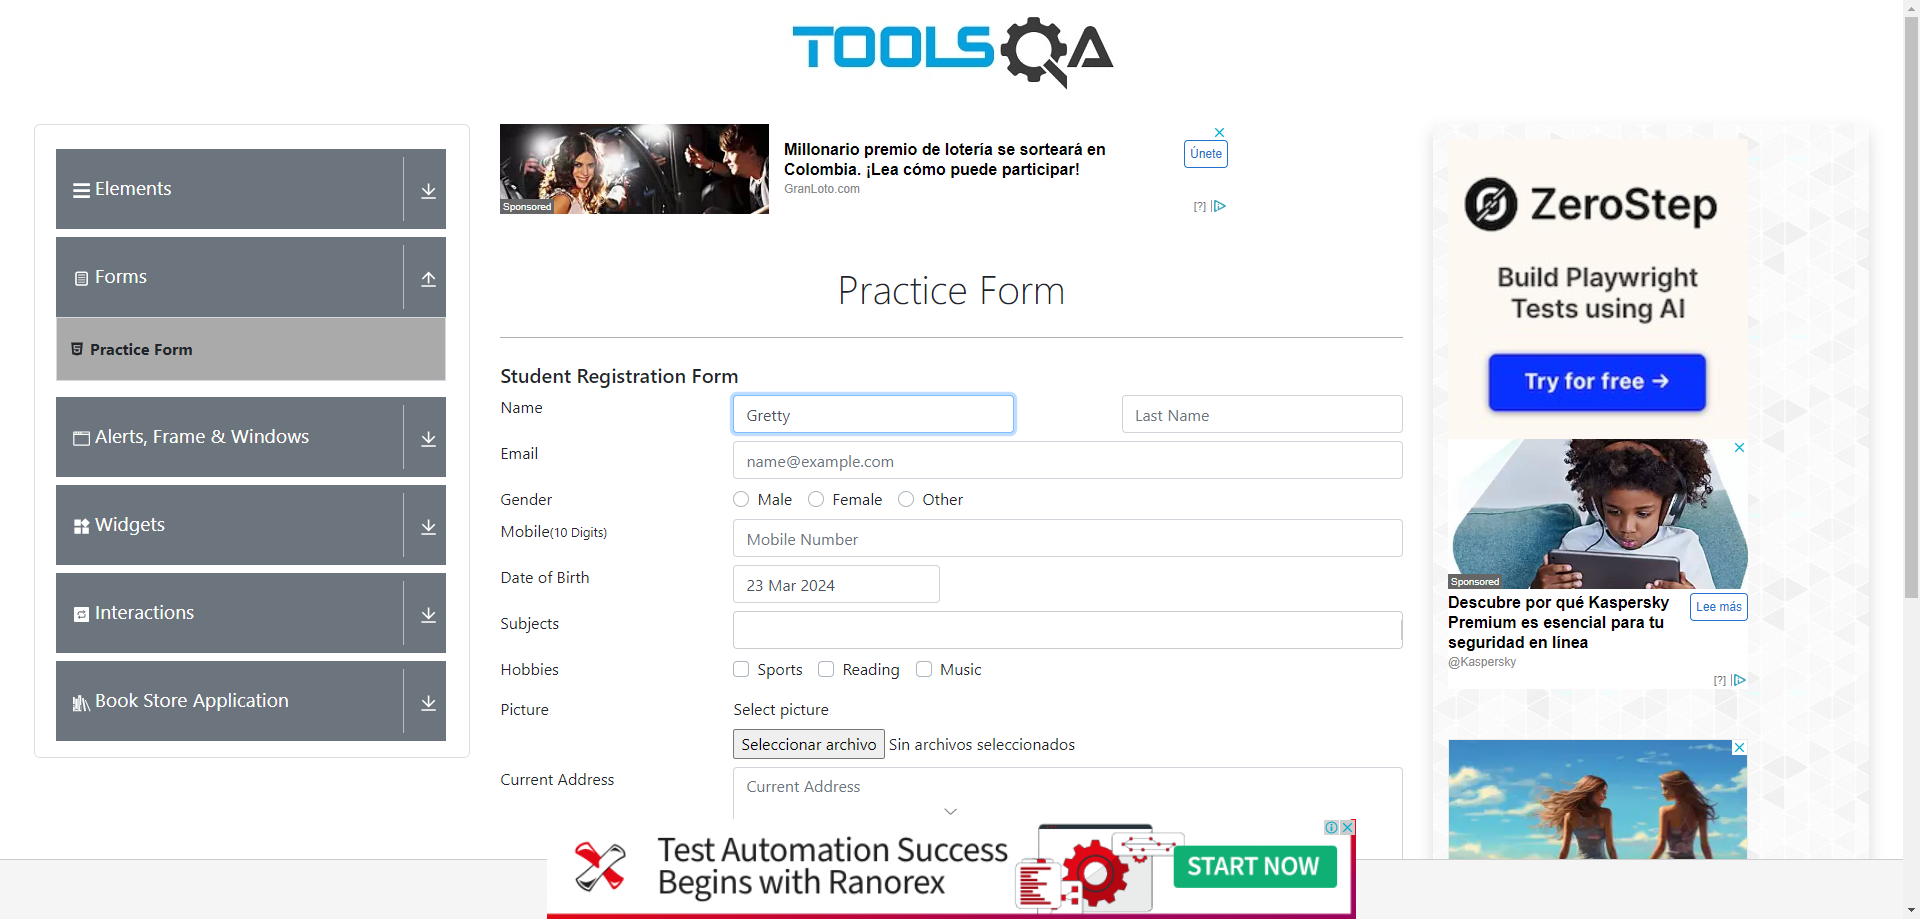 TOOLSQA
Elements
Forms
Practice Form
Alerts, Frame & Windows
Widgets
Interactions
Book Store Application
Sponsored
Millonario premio de lotería se sorteará en
Colombia. ¡Lea cómo puede participar!
GranLoto.com
Únete
[?]
Practice Form
Student Registration Form
Name
Gretty
Last Name
Email
name@example.com
Gender
Male
Female
Other
Mobile(10 Digits)
Mobile Number
Date of Birth
23 Mar 2024
Subjects
Hobbies
Sports
Reading
Music
Picture
Select picture
Seleccionar archivo
Sin archivos seleccionados
Current Address
Current Address
Test Automation Success
Begins with Ranorex
START NOW
ZeroStep
Build Playwright
Tests using AI
Try for free →
Sponsored
Descubre por qué Kaspersky
Premium es esencial para tu
seguridad en línea
Lee más
@Kaspersky
[?]